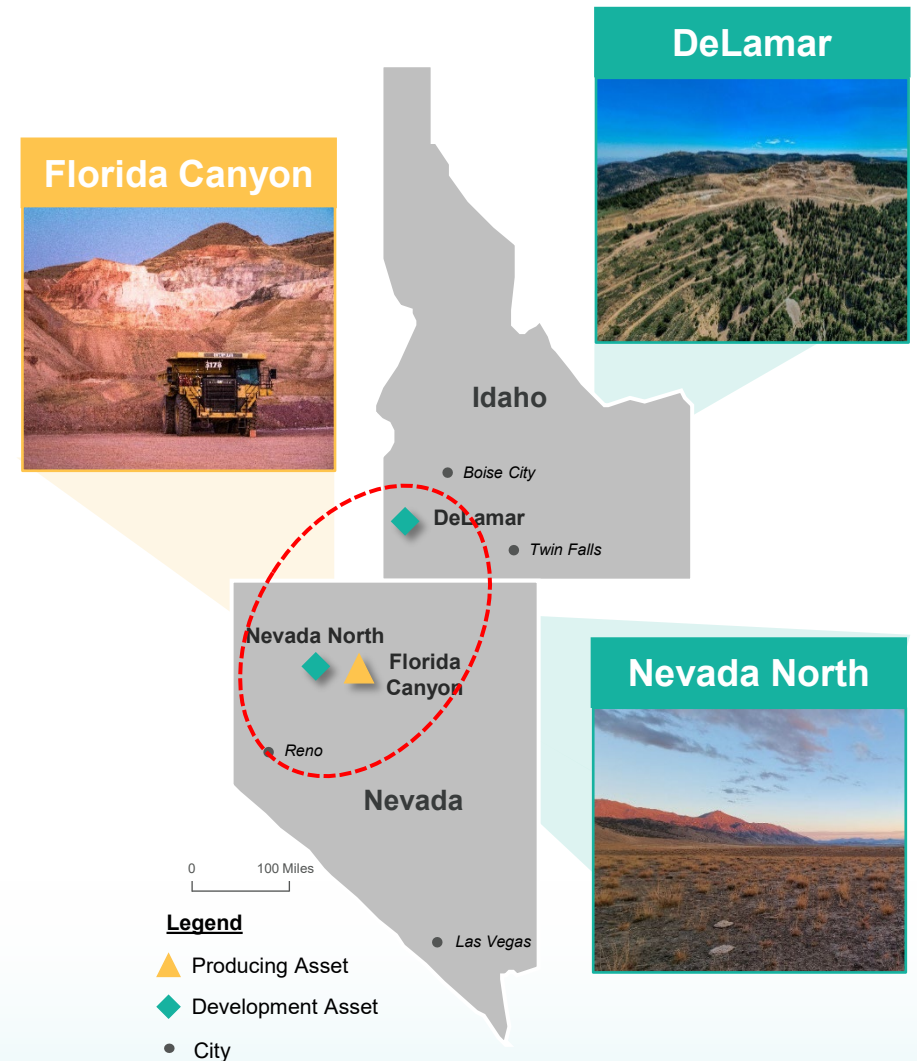 DeLamar
Florida Canyon
Idaho
Boise City
DeLamar
Twin Falls
Nevada North
Florida
Canyon
Nevada North
Reno
Nevada
0 100 Miles
Legend
Las Vegas
Producing Asset
Development Asset
City